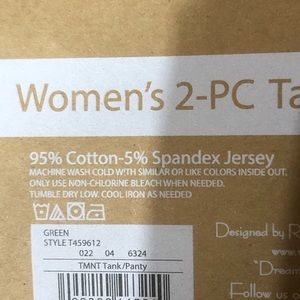 Women's 2-PC Ta
95% Cotton-5% Spandex Jersey
MACHINE WASH COLD WITH SIMILAR OR LIKE COLORS INSIDE OUT.
ONLY USE NON-CHLORINE BLEACH WHEN NEEDED.
TUMBLE DRY LOW. COOL IRON AS NEEDED
GREEN
STYLE T459612
022 04 6324
TMNT Tank/Panty
Designed by R
"Dream
Follow us